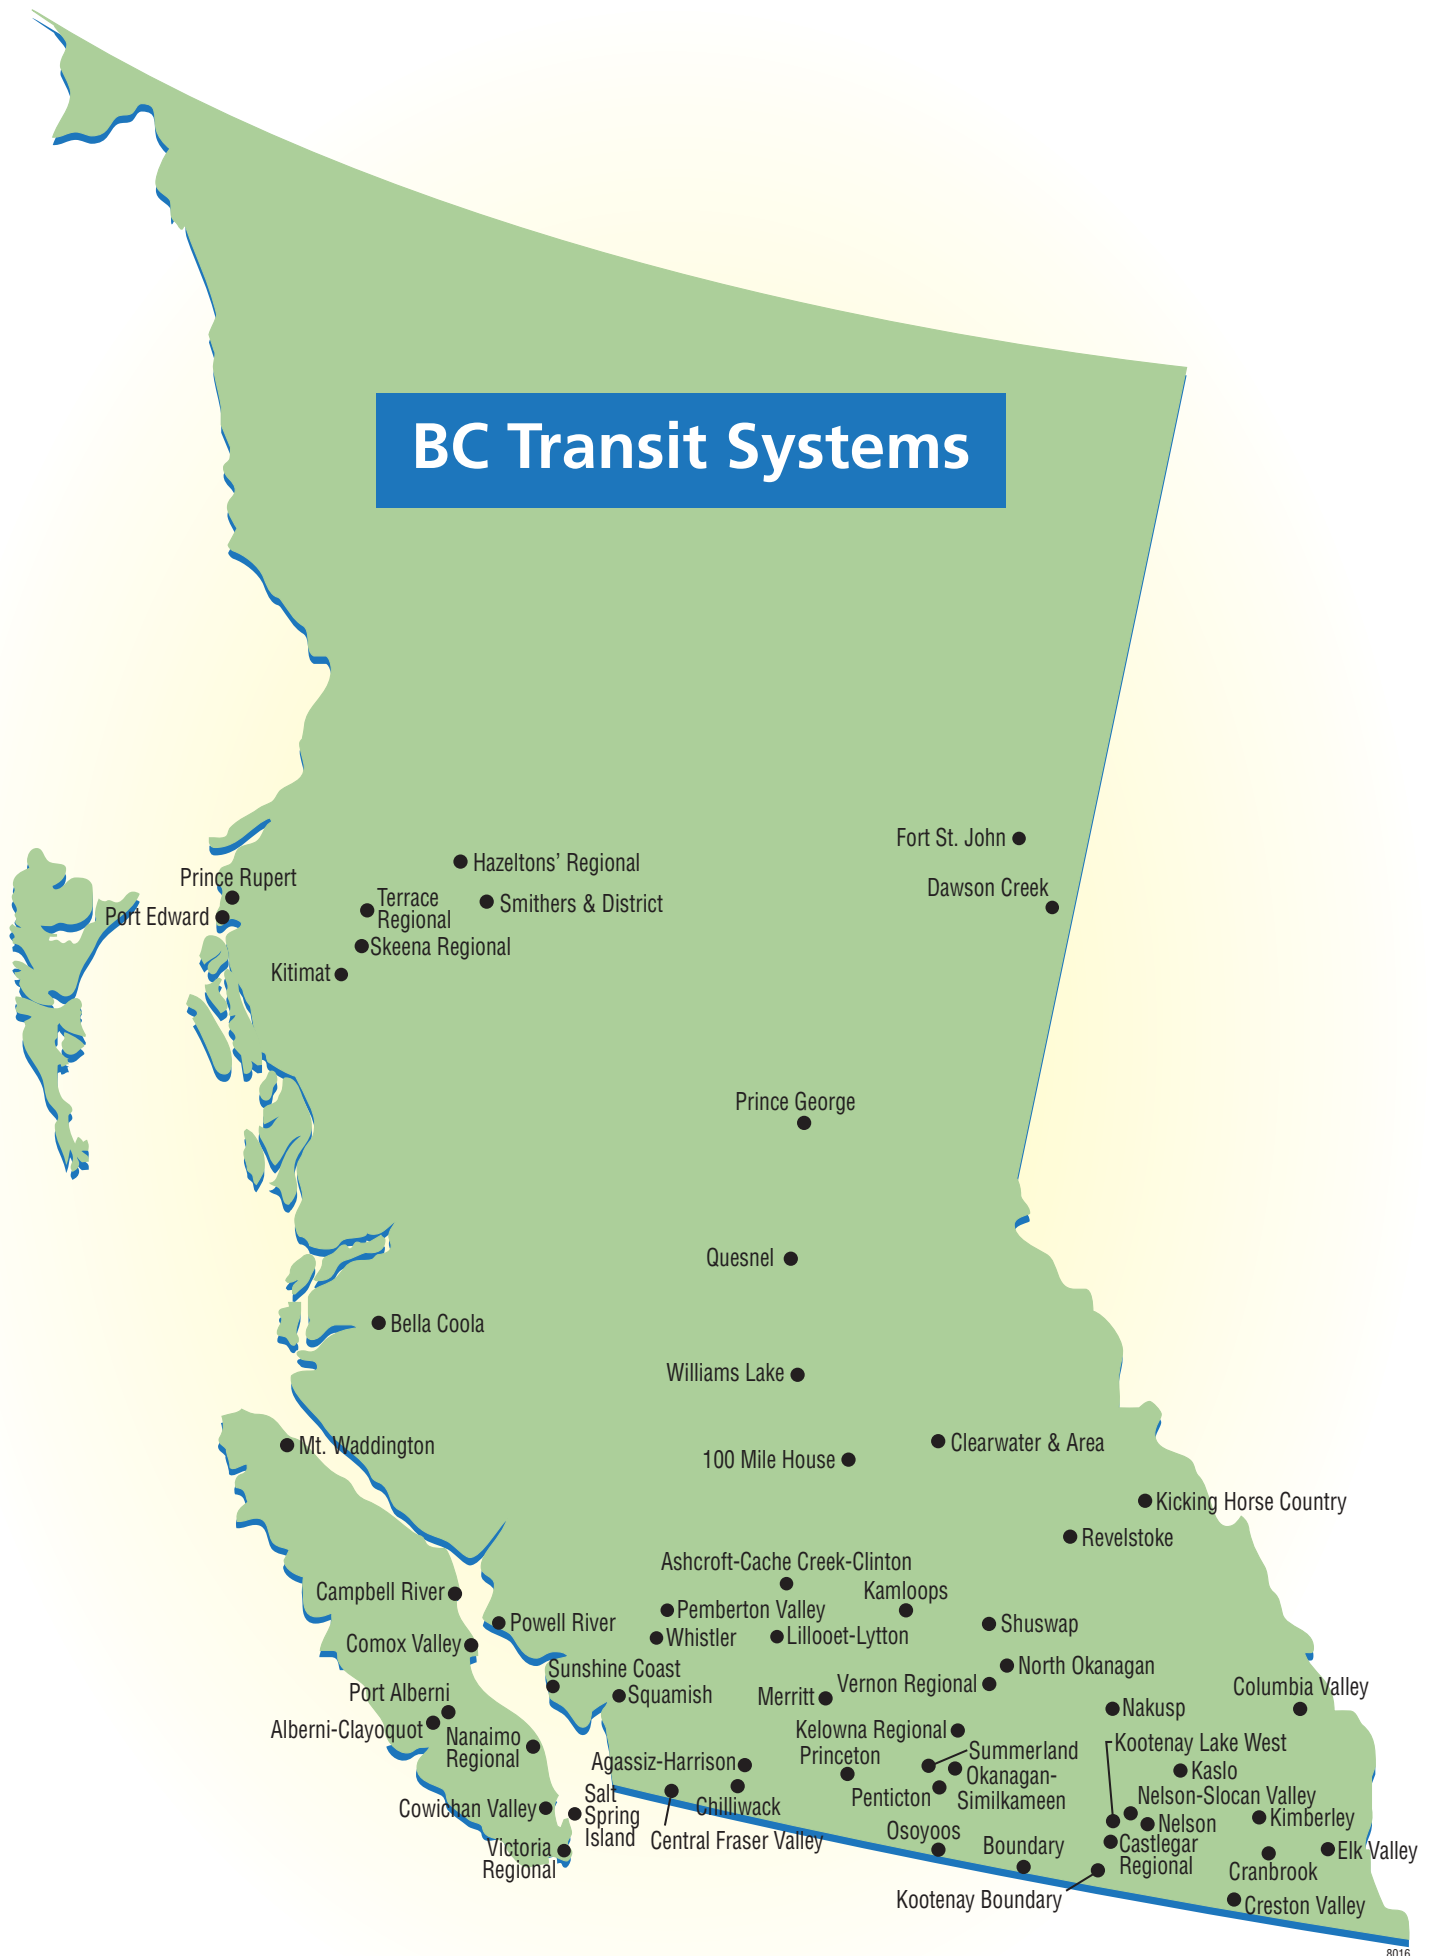 BC Transit Systems
Fort St. John
Hazeltons’ Regional
Prince Rupert
Dawson Creek
Terrace
Regional
Smithers & District
Port Edward
Skeena Regional
Kitimat
Prince George
Quesnel
Bella Coola
Williams Lake
Mt. Waddington
Clearwater & Area
100 Mile House
Kicking Horse Country
Revelstoke
Ashcroft-Cache Creek-Clinton
Campbell River
Kamloops
Pemberton Valley
Powell River
Shuswap
Whistler
Lillooet-Lytton
Comox Valley
Sunshine Coast
North Okanagan
Vernon Regional
Columbia Valley
Port Alberni
Squamish
Merritt
Nakusp
Alberni-Clayoquot
Nanaimo
Regional
Kelowna Regional
Kootenay Lake West
Princeton
Summerland
Agassiz-Harrison
Kaslo
Okanagan-
Similkameen
Penticton
Nelson-Slocan Valley
Salt
Spring
Island
Cowichan Valley
Chilliwack
Kimberley
Nelson
Osoyoos
Central Fraser Valley
Boundary
Castlegar
Regional
Victoria
Regional
Elk Valley
Cranbrook
Kootenay Boundary
Creston Valley
8016